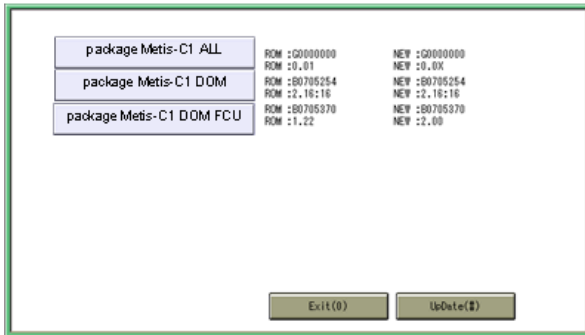 package Metis-C1 ALL
ROM :G0000000 NEW :G0000000
ROM :0.01 NEW :0.0X
package Metis-C1 DOM
ROM :B0705254 NEW :B0705254
ROM :2.16:16 NEW :2.16:16
package Metis-C1 DOM FCU
ROM :B0705370 NEW :B0705370
ROM :1.22 NEW :2.00
Exit(0) UpDate(#)